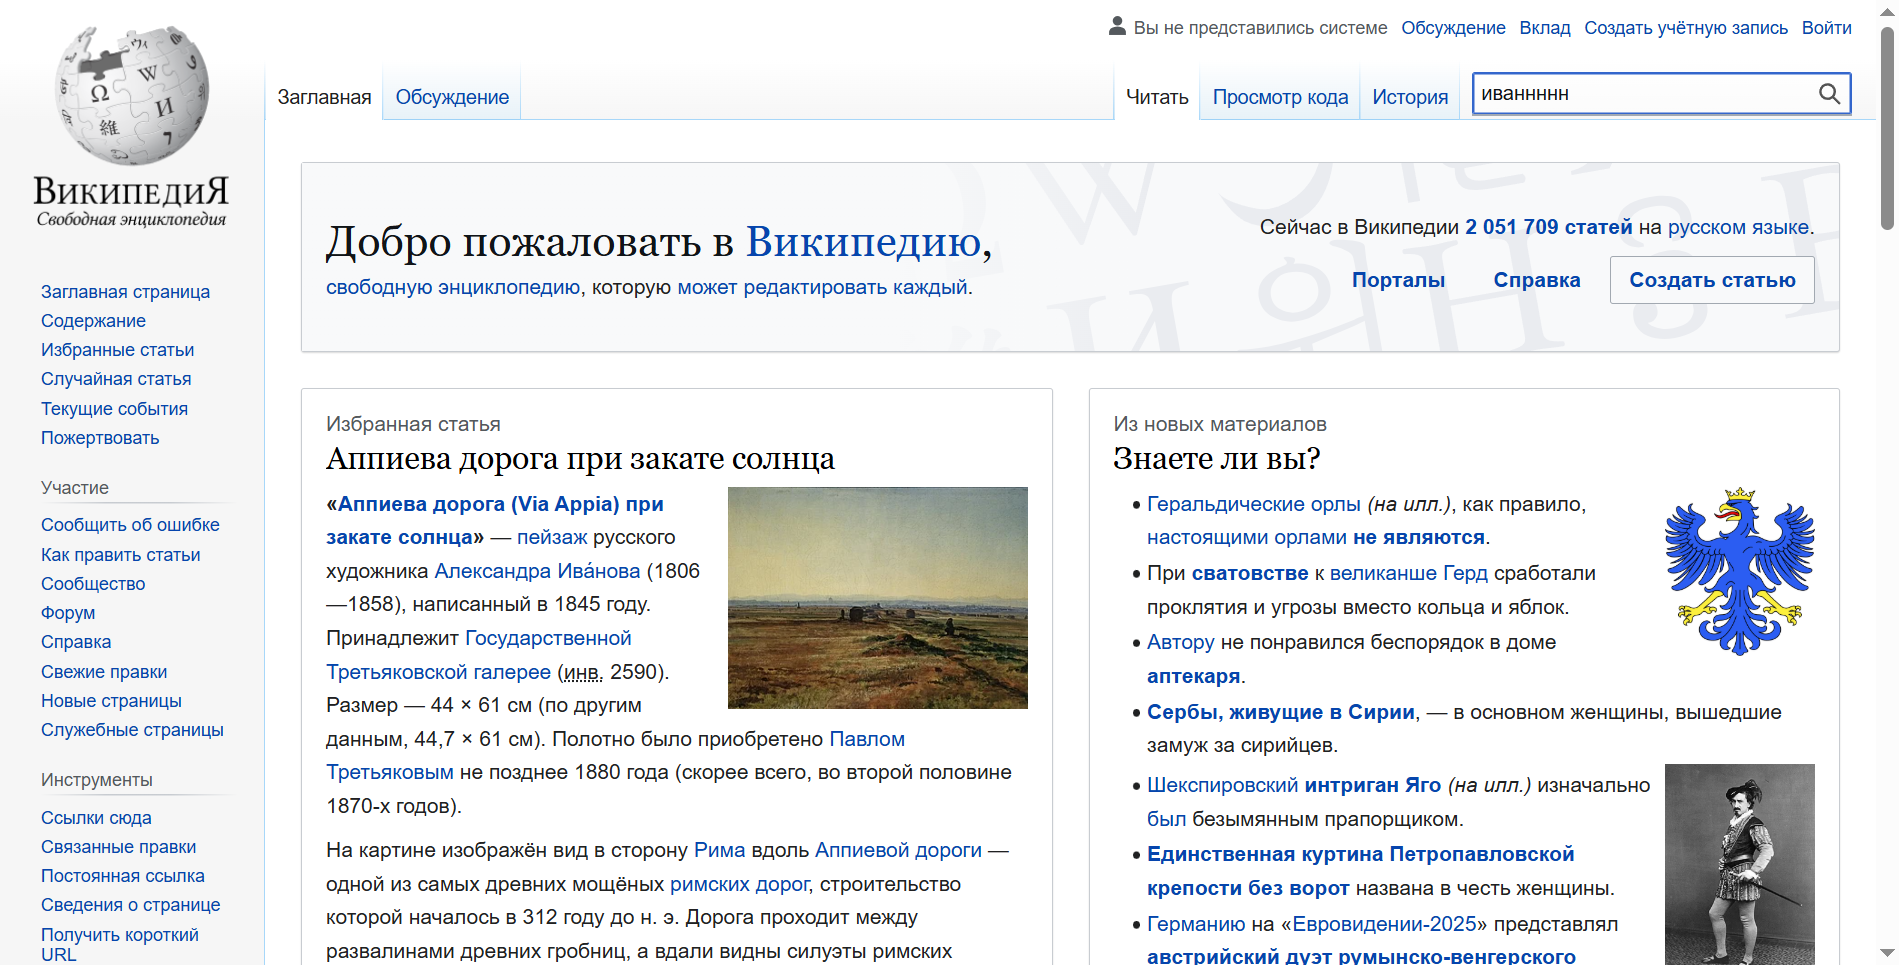 Вы не представились системе Обсуждение Вклад Создать учётную запись Войти
Заглавная Обсуждение Читать Просмотр кода История иваннннн
W
Ω
И
維
7
ВИКИПЕДИЯ
Свободная энциклопедия
Заглавная страница
Содержание
Избранные статьи
Случайная статья
Текущие события
Пожертвовать
Участие
Сообщить об ошибке
Как править статьи
Сообщество
Форум
Справка
Свежие правки
Новые страницы
Служебные страницы
Инструменты
Ссылки сюда
Связанные правки
Постоянная ссылка
Сведения о странице
Получить короткий
URL
Добро пожаловать в Википедию,
свободную энциклопедию, которую может редактировать каждый.
Сейчас в Википедии 2 051 709 статей на русском языке.
Порталы Справка Создать статью
Избранная статья
Аппиева дорога при закате солнца
«Аппиева дорога (Via Appia) при
закате солнца» — пейзаж русского
художника Александра Ива́нова (1806
—1858), написанный в 1845 году.
Принадлежит Государственной
Третьяковской галерее (инв. 2590).
Размер — 44 × 61 см (по другим
данным, 44,7 × 61 см). Полотно было приобретено Павлом
Третьяковым не позднее 1880 года (скорее всего, во второй половине
1870-х годов).
На картине изображён вид в сторону Рима вдоль Аппиевой дороги —
одной из самых древних мощёных римских дорог, строительство
которой началось в 312 году до н. э. Дорога проходит между
развалинами древних гробниц, а вдали видны силуэты римских
Из новых материалов
Знаете ли вы?
Геральдические орлы (на илл.), как правило,
настоящими орлами не являются.
При сватовстве к великанше Герд сработали
проклятия и угрозы вместо кольца и яблок.
Автору не понравился беспорядок в доме
аптекаря.
Сербы, живущие в Сирии, — в основном женщины, вышедшие
замуж за сирийцев.
Шекспировский интриган Яго (на илл.) изначально
был безымянным прапорщиком.
Единственная куртина Петропавловской
крепости без ворот названа в честь женщины.
Германию на «Евровидении-2025» представлял
австрийский дуэт румынско-венгерского